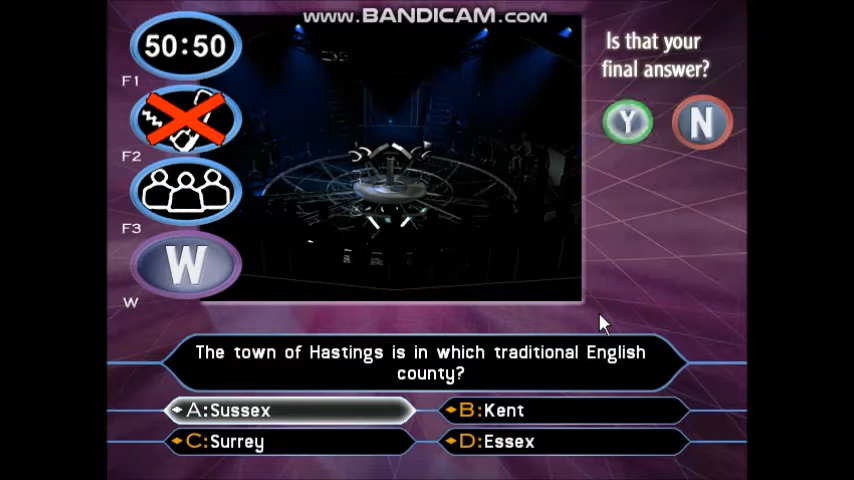 www.BANDICAM.com
50:50
F1
F2
F3
W
W
Is that your
final answer?
Y
N
The town of Hastings is in which traditional English
county?
A:Sussex
B:Kent
C:Surrey
D:Essex